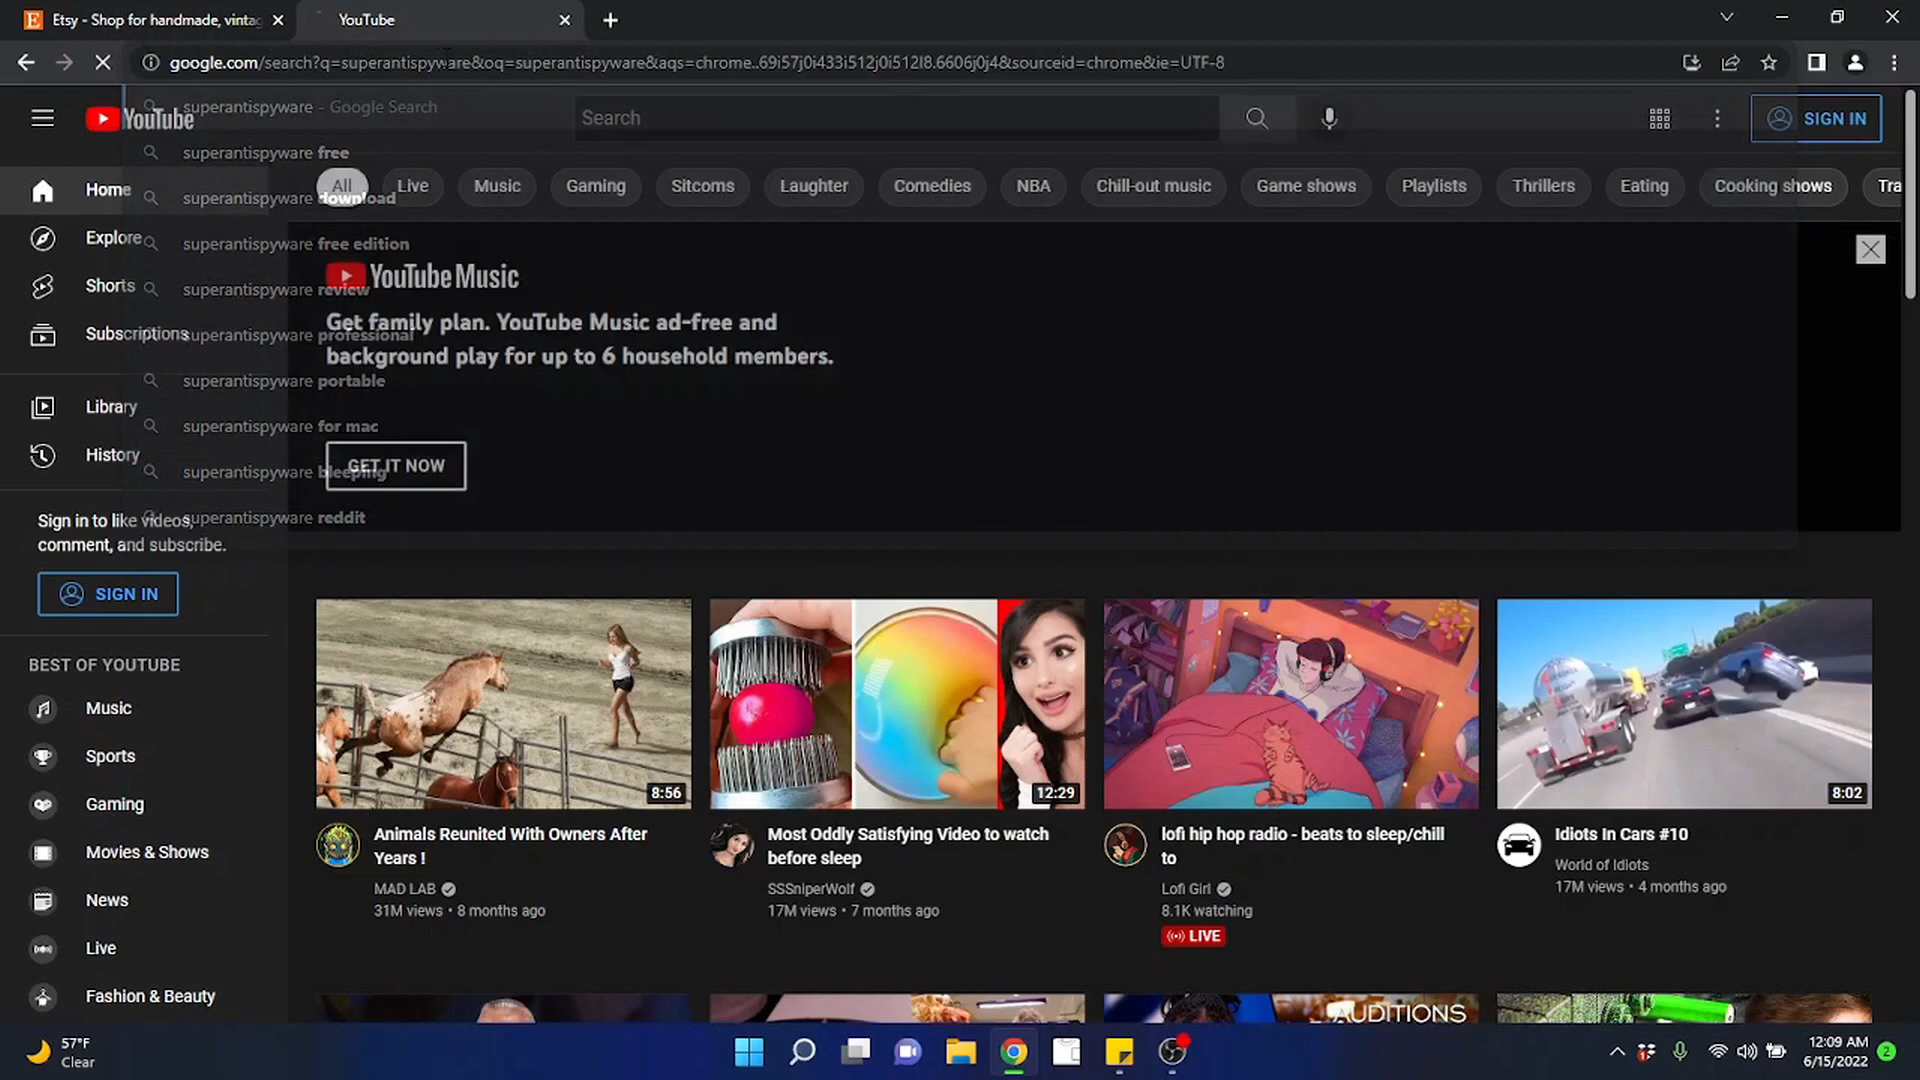 Etsy - Shop for handmade, vinta
YouTube
google.com/search?q=superantispyware&oq=superantispyware&aqs=chrome..69i57j0i433i512j0i512l8.6606j0j4&sourceid=chrome&ie=UTF-8
superantispyware - Google Search
superantispyware free
superantispyware download
superantispyware free edition
superantispyware review
superantispyware professional
superantispyware portable
superantispyware for mac
superantispyware bleeping
superantispyware reddit
YouTube
Search
SIGN IN
Home
Explore
Shorts
Subscriptions
Library
History
Sign in to like videos,
comment, and subscribe.
SIGN IN
BEST OF YOUTUBE
Music
Sports
Gaming
Movies & Shows
News
Live
Fashion & Beauty
All
Live
Music
Gaming
Sitcoms
Laughter
Comedies
NBA
Chill-out music
Game shows
Playlists
Thrillers
Eating
Cooking shows
Tra
YouTube Music
Get family plan. YouTube Music ad-free and
background play for up to 6 household members.
GET IT NOW
8:56
Animals Reunited With Owners After
Years !
MAD LAB
31M views • 8 months ago
12:29
Most Oddly Satisfying Video to watch
before sleep
SSSniperWolf
17M views • 7 months ago
lofi hip hop radio - beats to sleep/chill
to
Lofi Girl
8.1K watching
LIVE
8:02
Idiots In Cars #10
World of Idiots
17M views • 4 months ago
AUDITIONS
57°F
Clear
12:09 AM
6/15/2022
2